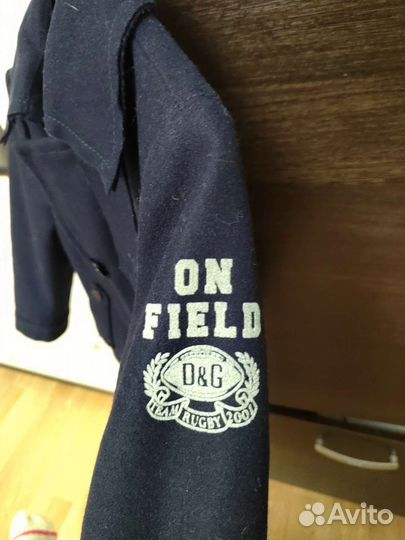 ON
FIELD
D&G
TEAM RUGBY 2007
Avito